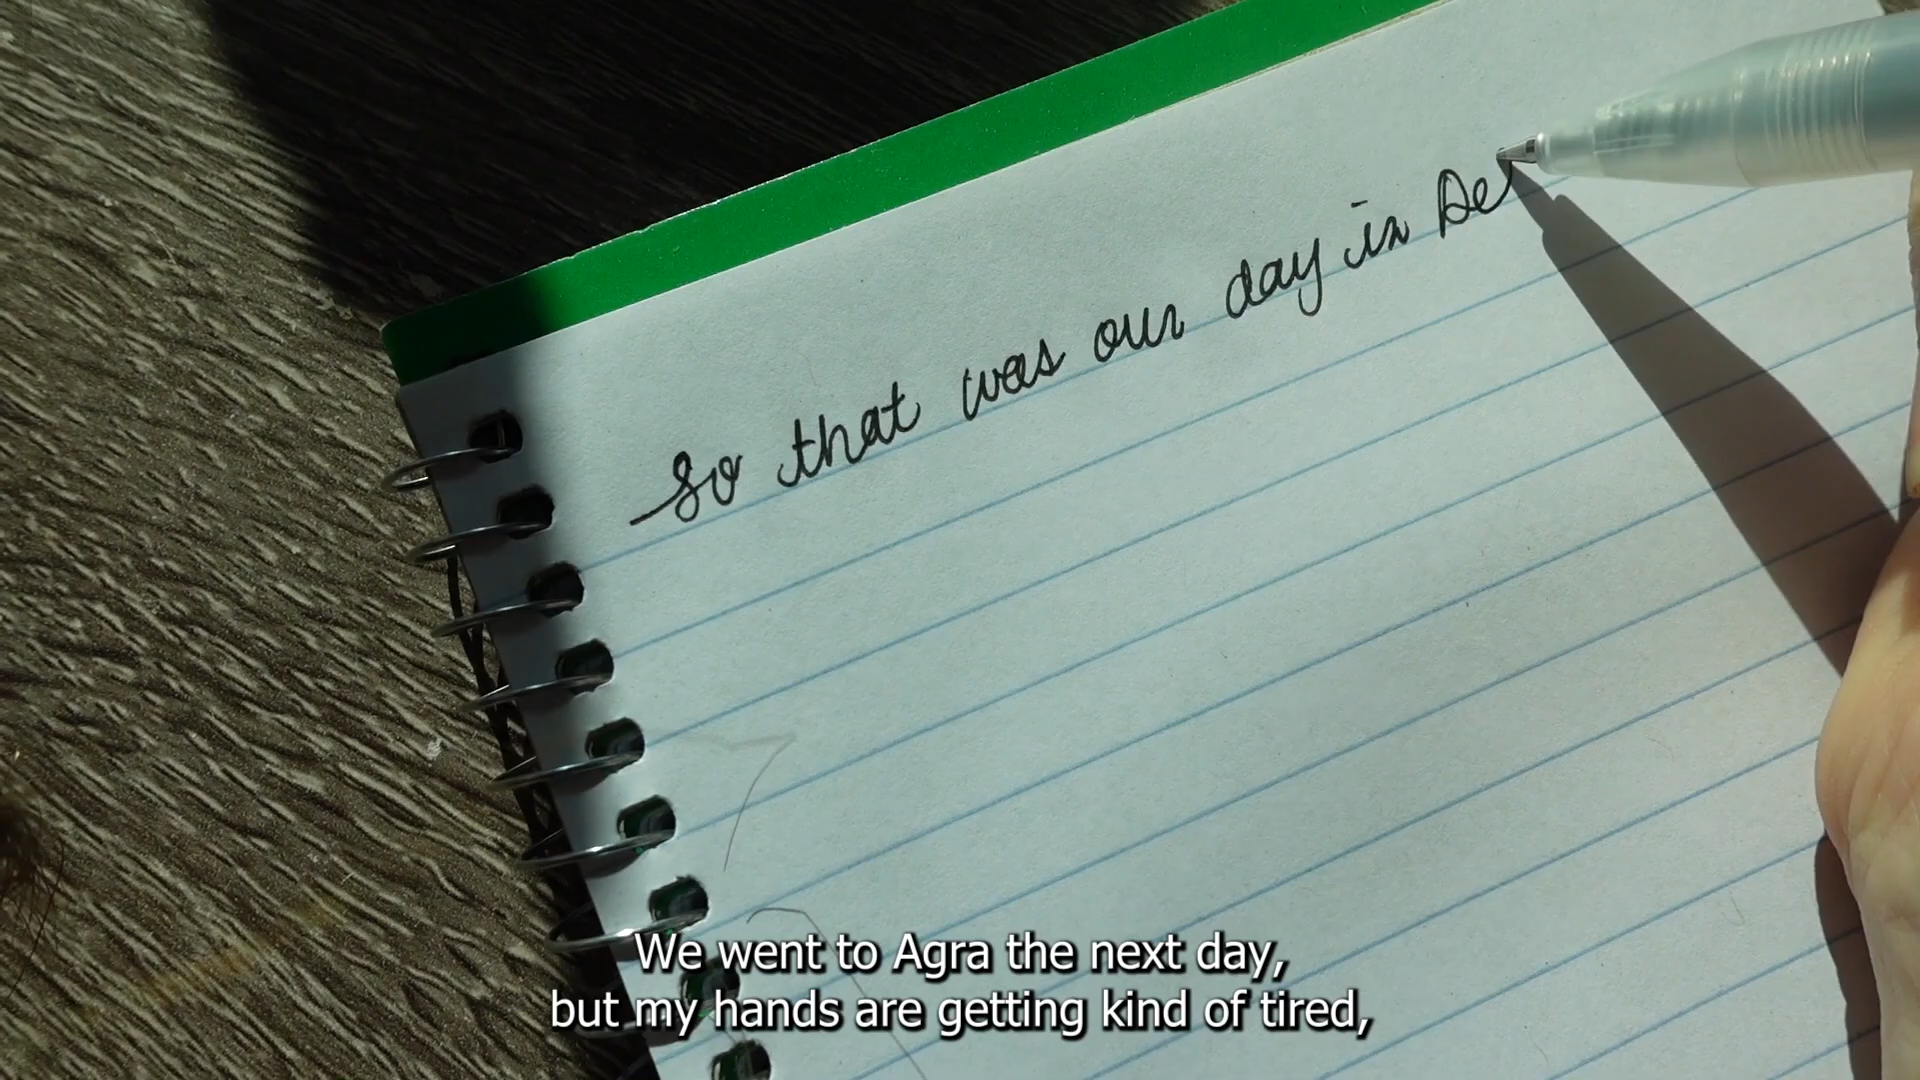 So that was our day in De
We went to Agra the next day,
but my hands are getting kind of tired,